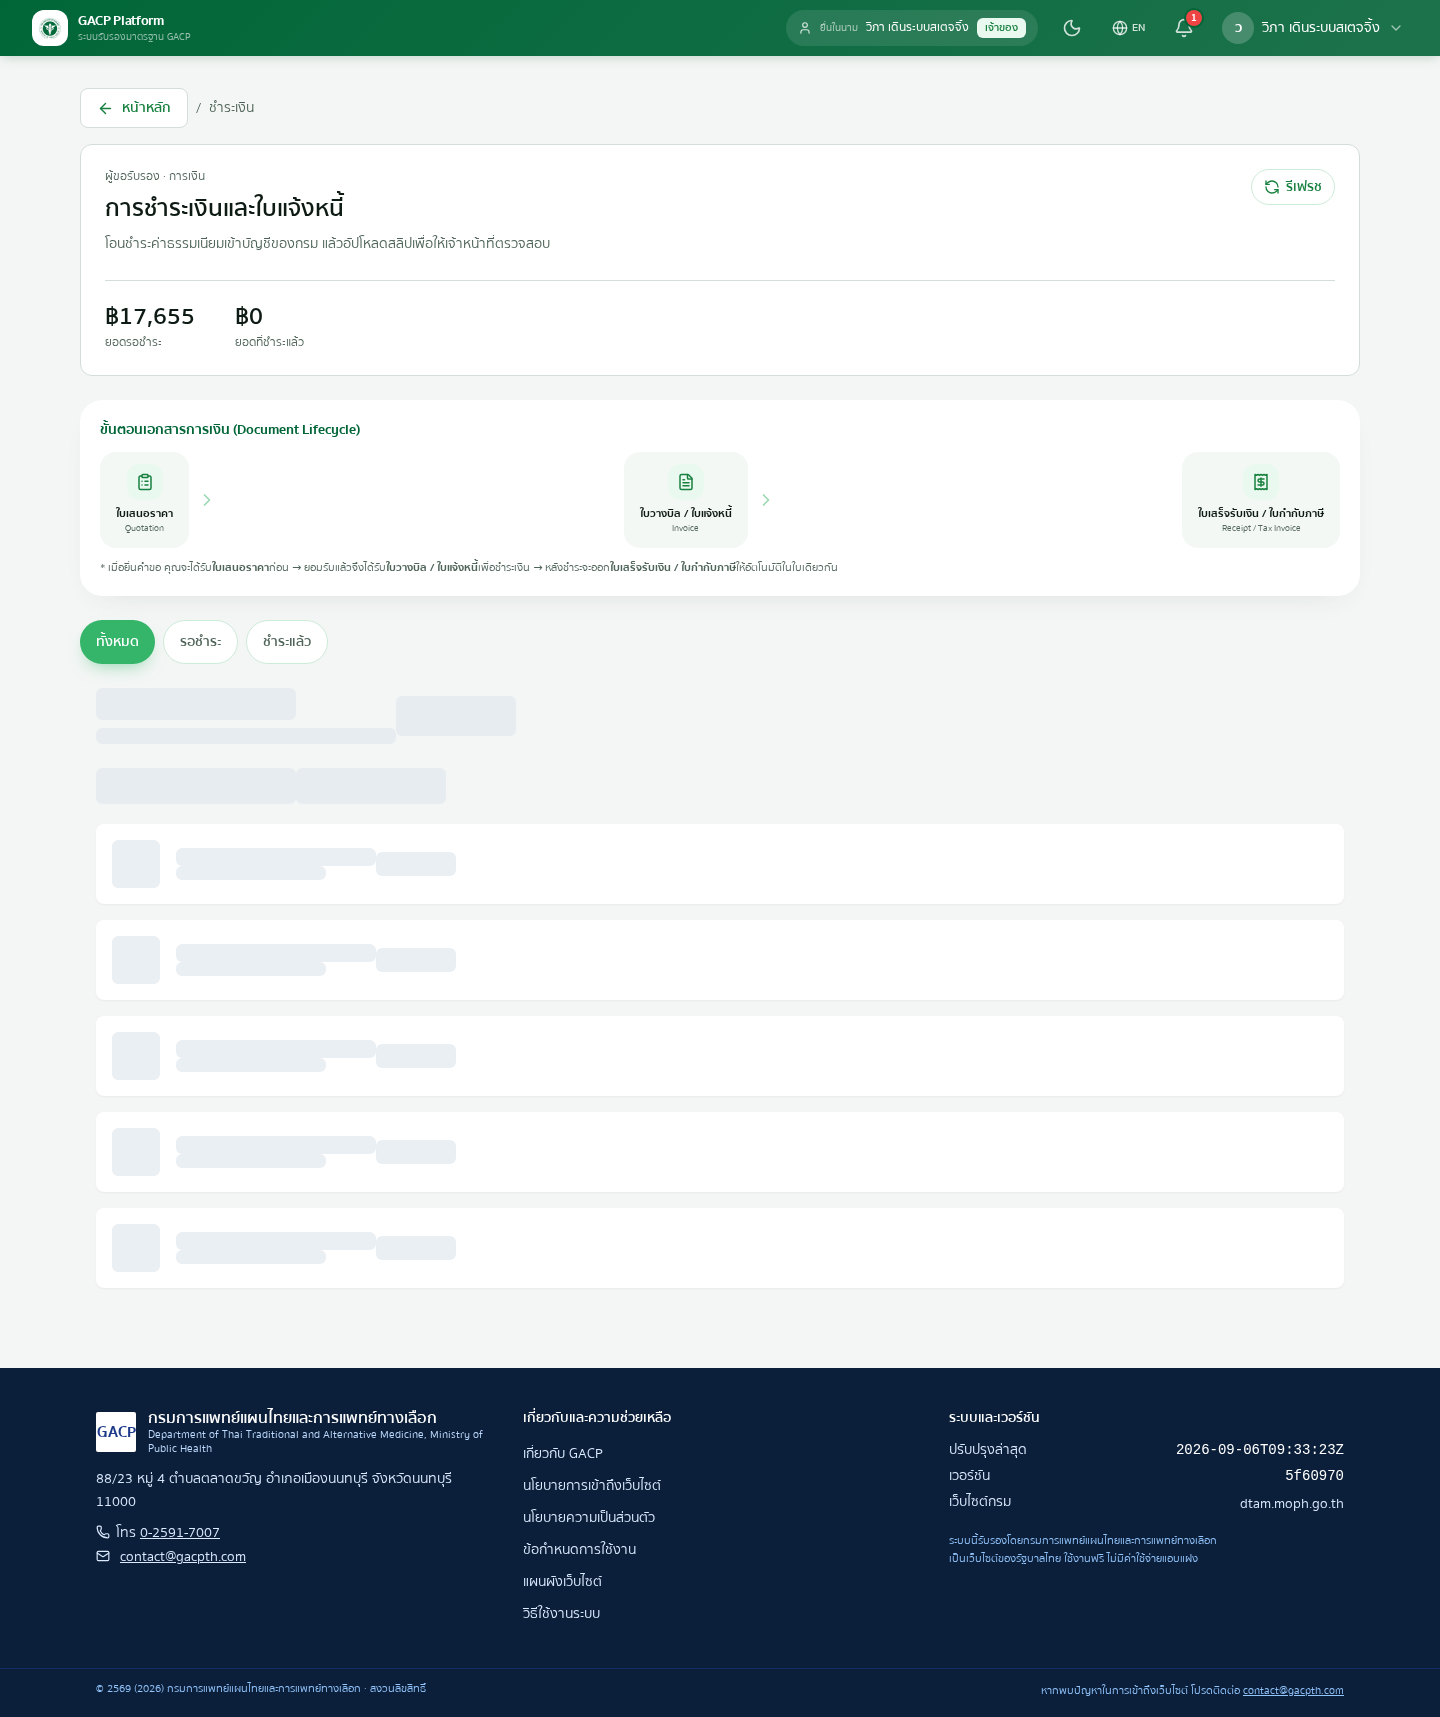 GACP Platform
ระบบรับรองมาตรฐาน GACP
ยื่นในนาม วิภา เดินระบบสเตจจิ้ง เจ้าของ
EN
1
ว วิภา เดินระบบสเตจจิ้ง
หน้าหลัก / ชำระเงิน
ผู้ขอรับรอง · การเงิน
การชำระเงินและใบแจ้งหนี้
รีเฟรช
โอนชำระค่าธรรมเนียมเข้าบัญชีของกรม แล้วอัปโหลดสลิปเพื่อให้เจ้าหน้าที่ตรวจสอบ
฿17,655
ยอดรอชำระ
฿0
ยอดที่ชำระแล้ว
ขั้นตอนเอกสารการเงิน (Document Lifecycle)
ใบเสนอราคา
Quotation
ใบวางบิล / ใบแจ้งหนี้
Invoice
ใบเสร็จรับเงิน / ใบกำกับภาษี
Receipt / Tax Invoice
* เมื่อยื่นคำขอ คุณจะได้รับใบเสนอราคาก่อน → ยอมรับแล้วจึงได้รับใบวางบิล / ใบแจ้งหนี้เพื่อชำระเงิน → หลังชำระจะออกใบเสร็จรับเงิน / ใบกำกับภาษีให้อัตโนมัติในใบเดียวกัน
ทั้งหมด
รอชำระ
ชำระแล้ว
GACP
กรมการแพทย์แผนไทยและการแพทย์ทางเลือก
Department of Thai Traditional and Alternative Medicine, Ministry of
Public Health
88/23 หมู่ 4 ตำบลตลาดขวัญ อำเภอเมืองนนทบุรี จังหวัดนนทบุรี
11000
โทร 0-2591-7007
contact@gacpth.com
เกี่ยวกับและความช่วยเหลือ
เกี่ยวกับ GACP
นโยบายการเข้าถึงเว็บไซต์
นโยบายความเป็นส่วนตัว
ข้อกำหนดการใช้งาน
แผนผังเว็บไซต์
วิธีใช้งานระบบ
ระบบและเวอร์ชัน
ปรับปรุงล่าสุด 2026-09-06T09:33:23Z
เวอร์ชัน 5f60970
เว็บไซต์กรม dtam.moph.go.th
ระบบนี้รับรองโดยกรมการแพทย์แผนไทยและการแพทย์ทางเลือก
เป็นเว็บไซต์ของรัฐบาลไทย ใช้งานฟรี ไม่มีค่าใช้จ่ายแอบแฝง
© 2569 (2026) กรมการแพทย์แผนไทยและการแพทย์ทางเลือก · สงวนลิขสิทธิ์
หากพบปัญหาในการเข้าถึงเว็บไซต์ โปรดติดต่อ contact@gacpth.com